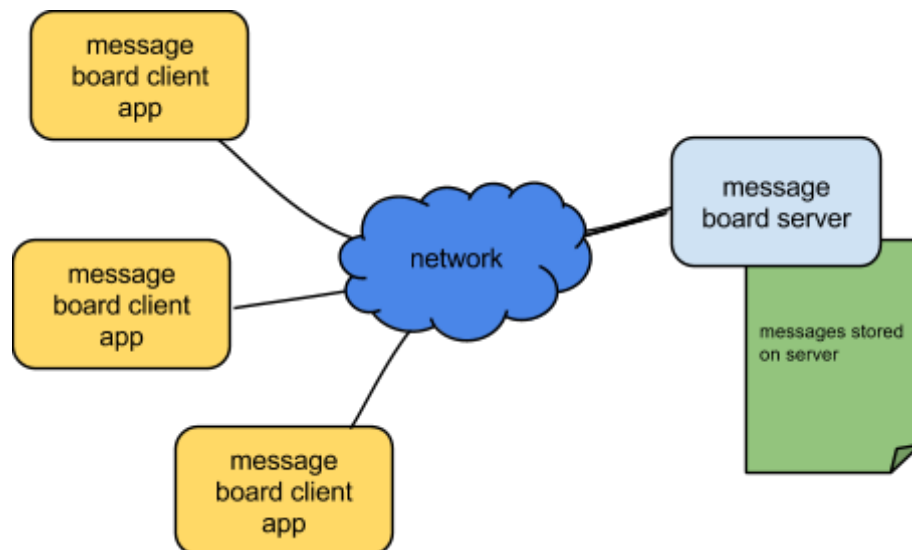 message
board client
app
message
board server
network
message
board client
app
messages stored
on server
message
board client
app